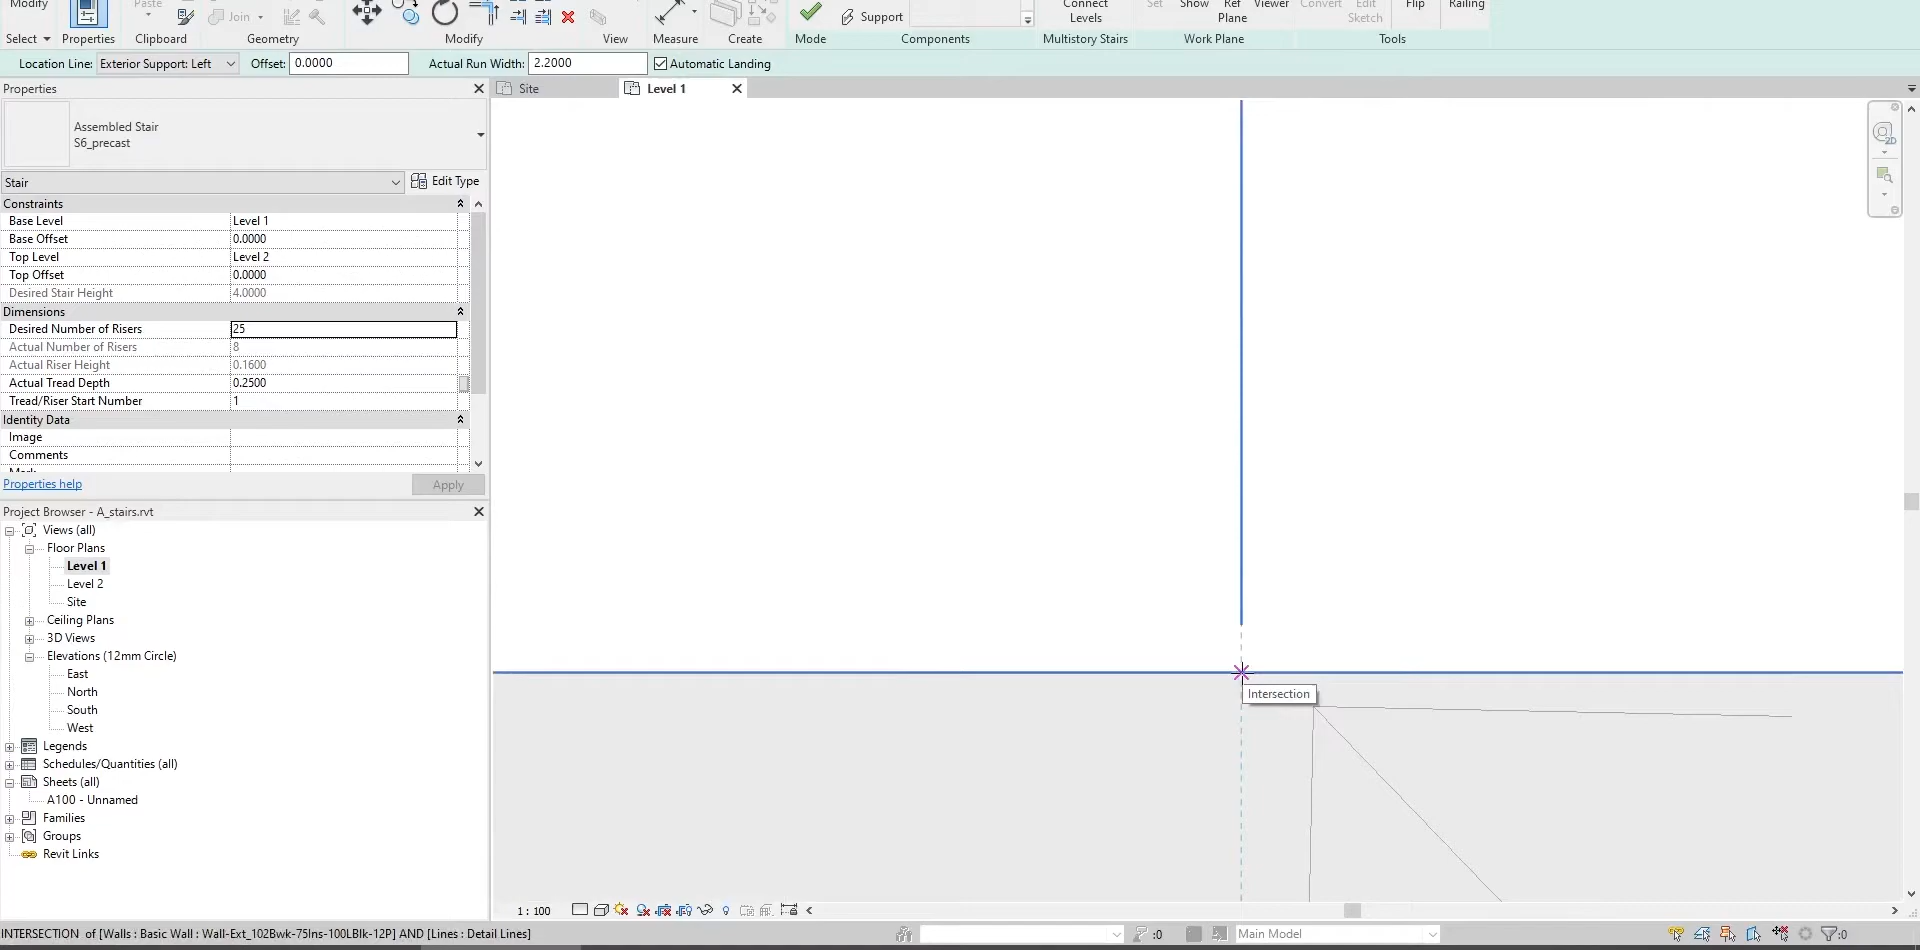 Modify
Paste
Join
Support
Connect
Levels
Set
Show
Ref
Plane
Viewer
Convert
Edit
Sketch
Flip
Railing
Select
Properties
Clipboard
Geometry
Modify
View
Measure
Create
Mode
Components
Multistory Stairs
Work Plane
Tools
Location Line: Exterior Support: Left Offset: 0.0000 Actual Run Width: 2.2000 Automatic Landing
Properties
Site
Level 1
Assembled Stair
S6_precast
Stair
Edit Type
Constraints
Base Level Level 1
Base Offset 0.0000
Top Level Level 2
Top Offset 0.0000
Desired Stair Height 4.0000
Dimensions
Desired Number of Risers 25
Actual Number of Risers 8
Actual Riser Height 0.1600
Actual Tread Depth 0.2500
Tread/Riser Start Number 1
Identity Data
Image
Comments
Mark
Properties help
Apply
Project Browser - A_stairs.rvt
Views (all)
Floor Plans
Level 1
Level 2
Site
Ceiling Plans
3D Views
Elevations (12mm Circle)
East
North
South
West
Legends
Schedules/Quantities (all)
Sheets (all)
A100 - Unnamed
Families
Groups
Revit Links
2D
Intersection
1 : 100
INTERSECTION of [Walls : Basic Wall : Wall-Ext_102Bwk-75Ins-100LBlk-12P] AND [Lines : Detail Lines]
:0
Main Model
:0